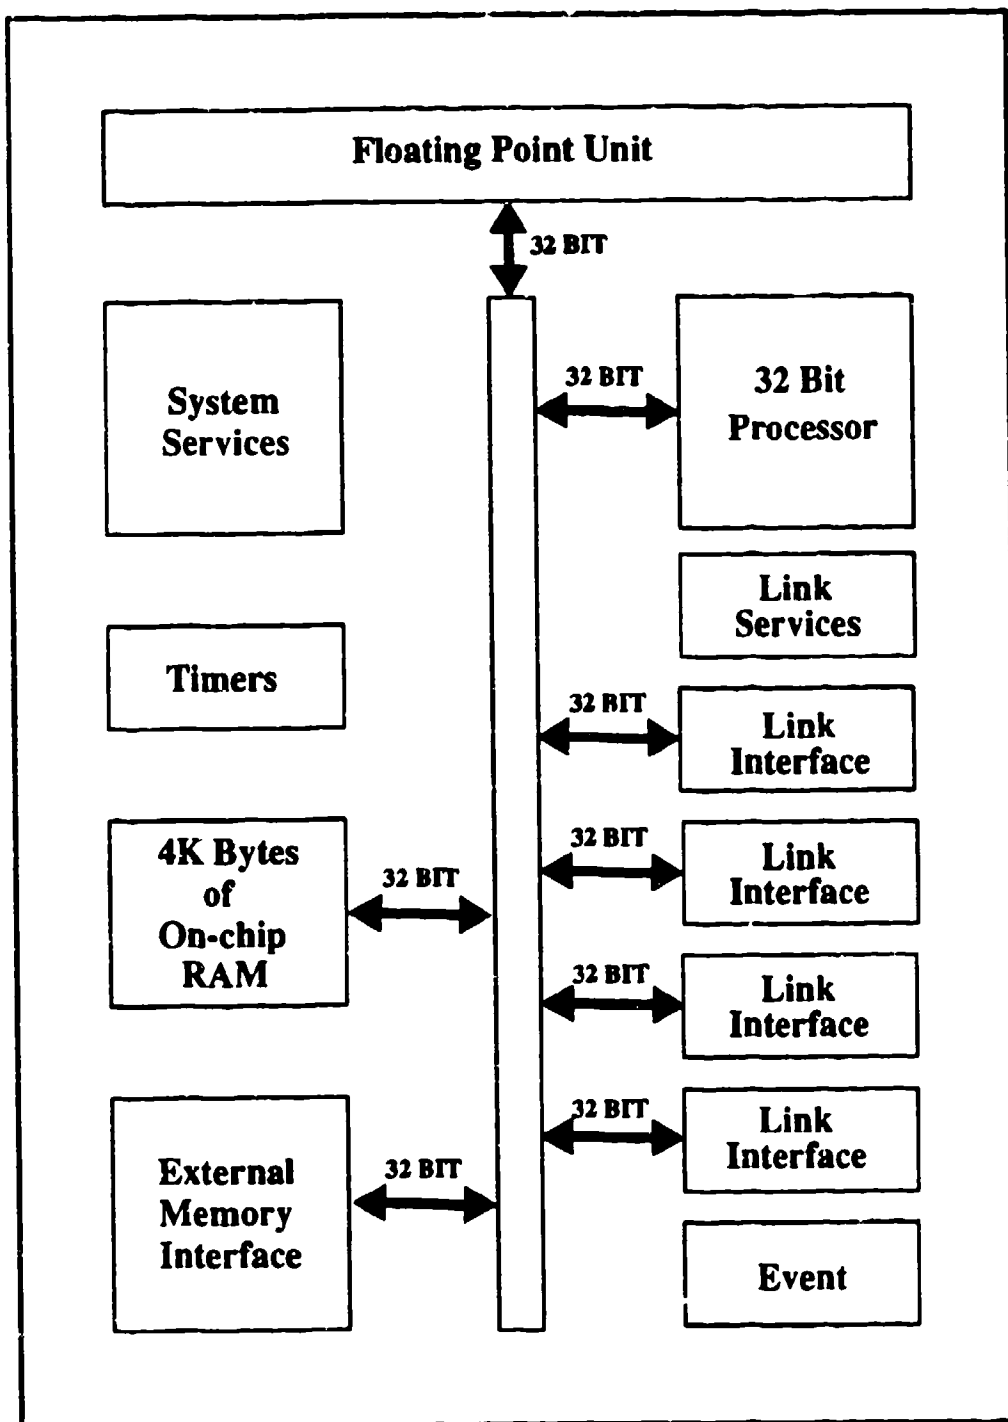 Floating Point Unit
32 BIT
System
Services
32 BIT
32 Bit
Processor
Link
Services
Timers
32 BIT
Link
Interface
4K Bytes
of
On-chip
RAM
32 BIT
32 BIT
Link
Interface
32 BIT
Link
Interface
External
Memory
Interface
32 BIT
32 BIT
Link
Interface
Event